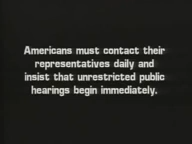 Americans must contact their
representatives daily and
insist that unrestricted public
hearings begin immediately.